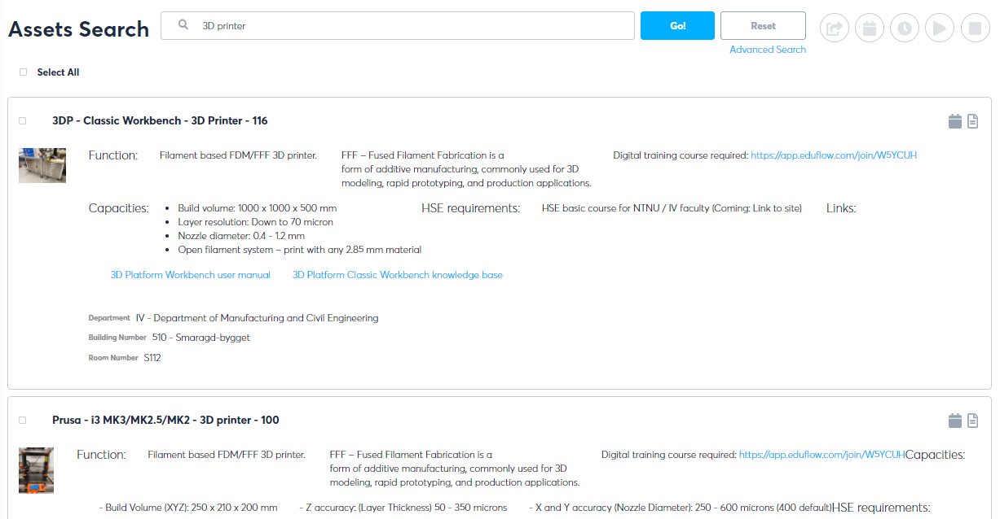 Assets Search
3D printer
Go!
Reset
Advanced Search
Select All
3DP - Classic Workbench - 3D Printer - 116
Function: Filament based FDM/FFF 3D printer. FFF – Fused Filament Fabrication is a Digital training course required: https://app.eduflow.com/join/W5YCUH
form of additive manufacturing, commonly used for 3D
modeling, rapid prototyping, and production applications.
Capacities: • Build volume: 1000 x 1000 x 500 mm HSE requirements: HSE basic course for NTNU / IV faculty (Coming: Link to site) Links:
• Layer resolution: Down to 70 micron
• Nozzle diameter: 0.4 - 1.2 mm
• Open filament system – print with any 2.85 mm material
3D Platform Workbench user manual 3D Platform Classic Workbench knowledge base
Department IV - Department of Manufacturing and Civil Engineering
Building Number 510 - Smaragd-bygget
Room Number S112
Prusa - i3 MK3/MK2.5/MK2 - 3D printer - 100
Function: Filament based FDM/FFF 3D printer. FFF – Fused Filament Fabrication is a Digital training course required: https://app.eduflow.com/join/W5YCUHCapacities:
form of additive manufacturing, commonly used for 3D
modeling, rapid prototyping, and production applications.
- Build Volume (XYZ): 250 x 210 x 200 mm - Z accuracy: (Layer Thickness) 50 - 350 microns - X and Y accuracy (Nozzle Diameter): 250 - 600 microns (400 default)HSE requirements: